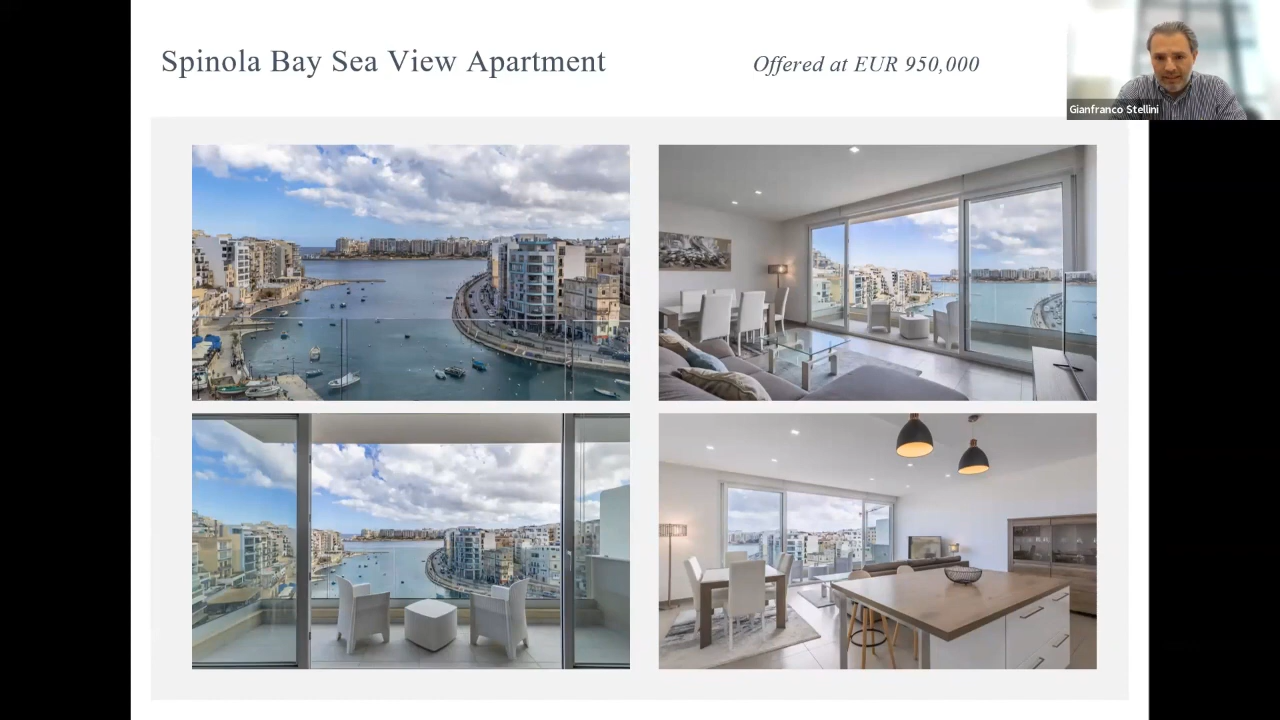 Spinola Bay Sea View Apartment
Offered at EUR 950,000
Gianfranco Stellini